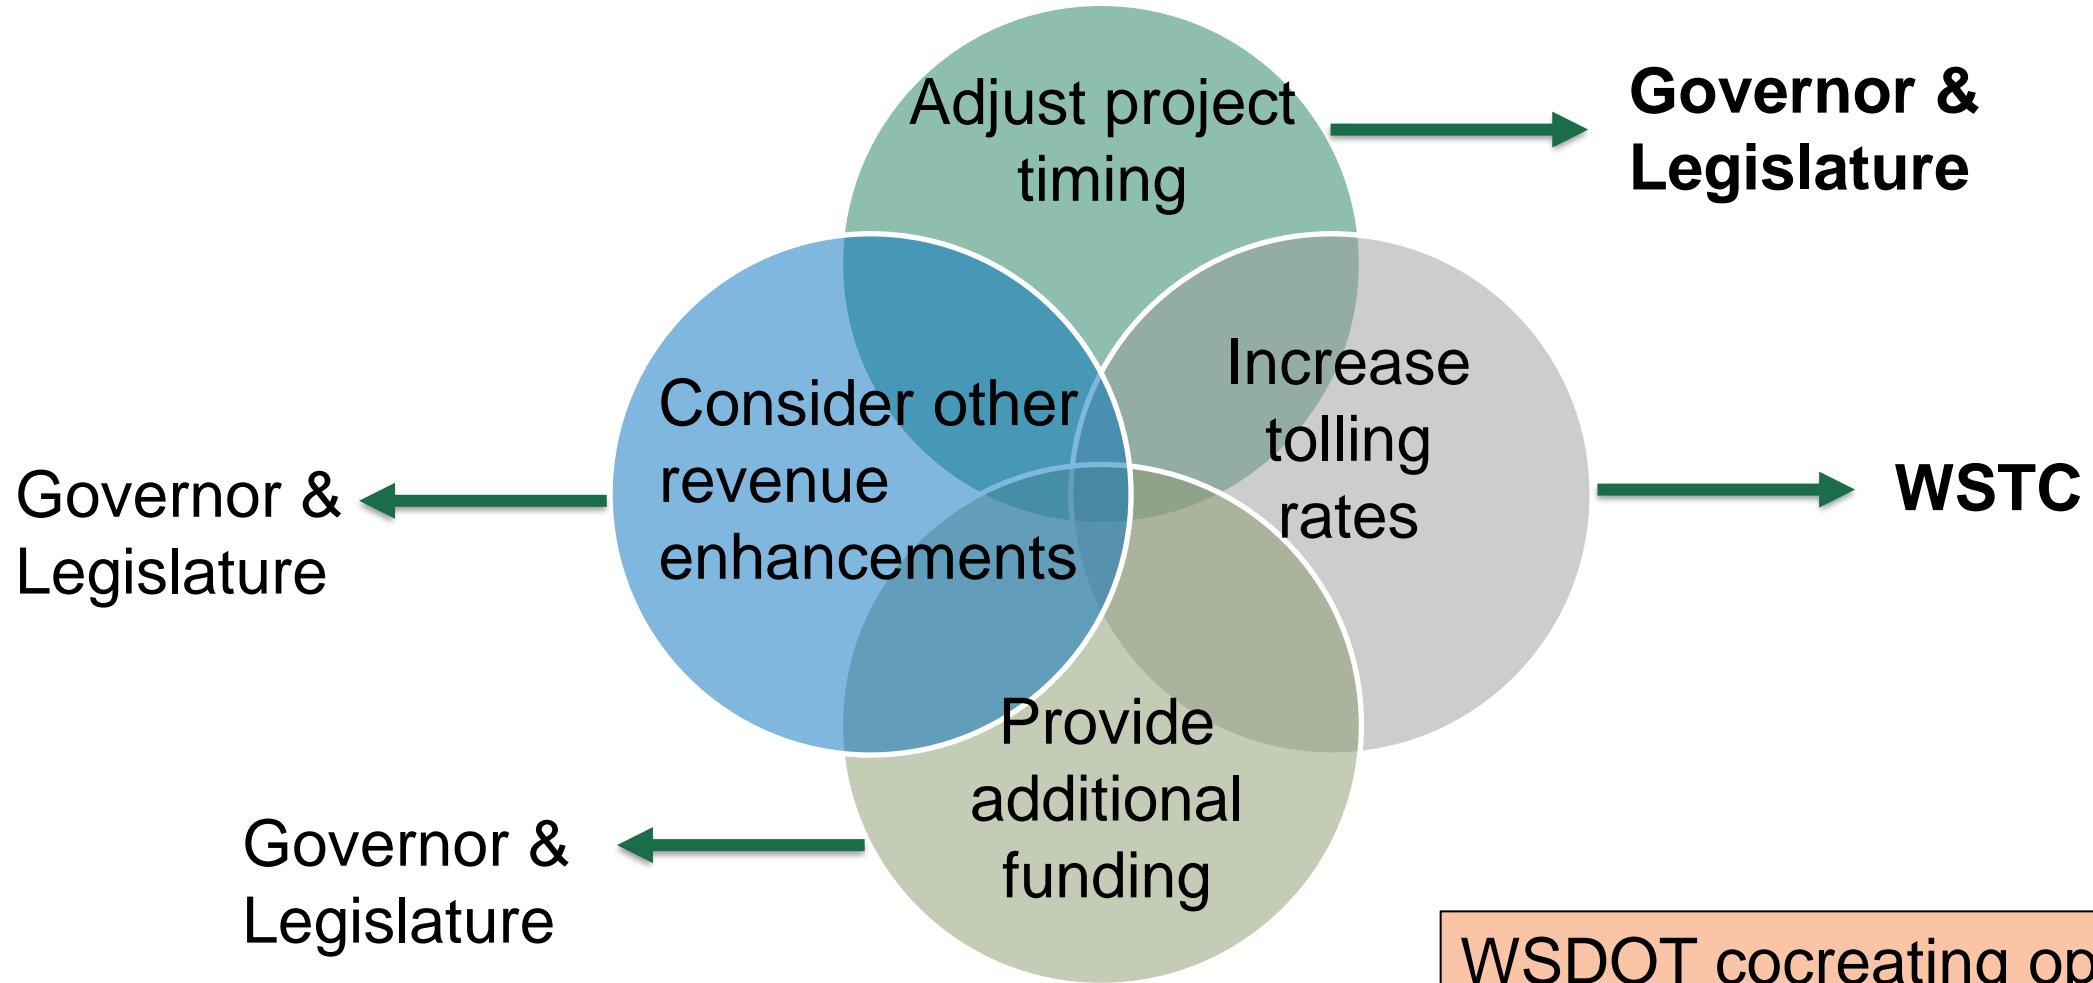 Adjust project
timing
Governor &
Legislature
Increase
tolling
rates
WSTC
Consider other
revenue
enhancements
Governor &
Legislature
Provide
additional
funding
Governor &
Legislature
WSDOT cocreating